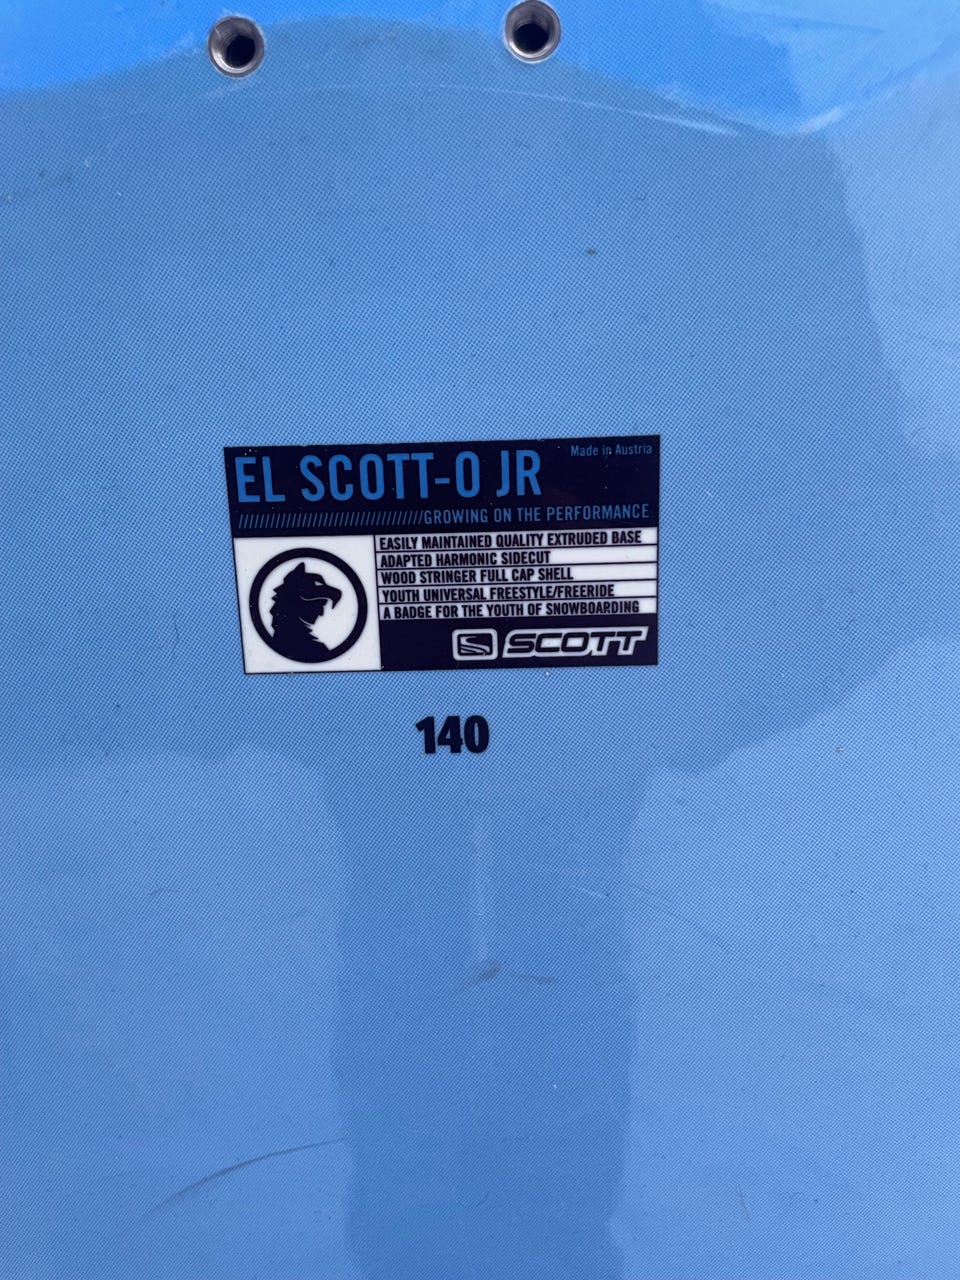 Made in Austria
EL SCOTT-O JR
////////////////////////////////////GROWING ON THE PERFORMANCE
EASILY MAINTAINED QUALITY EXTRUDED BASE
ADAPTED HARMONIC SIDECUT
WOOD STRINGER FULL CAP SHELL
YOUTH UNIVERSAL FREESTYLE/FREERIDE
A BADGE FOR THE YOUTH OF SNOWBOARDING
SCOTT
140